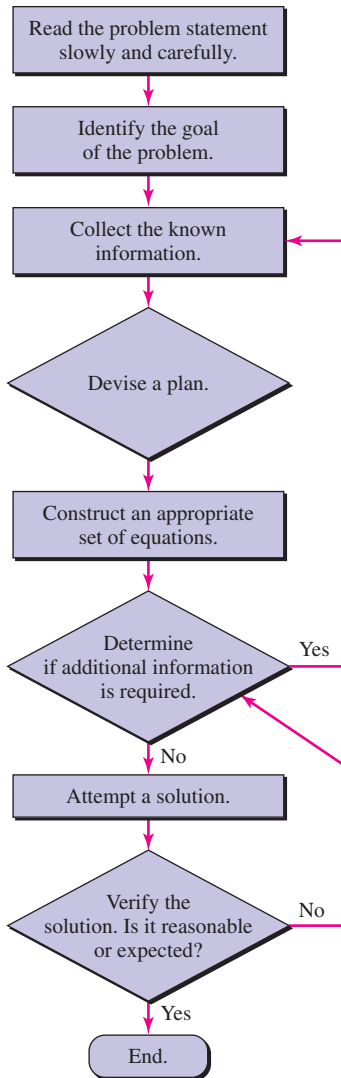 Read the problem statement
slowly and carefully.
Identify the goal
of the problem.
Collect the known
information.
Devise a plan.
Construct an appropriate
set of equations.
Determine
if additional information
is required.
Yes
No
Attempt a solution.
Verify the
solution. Is it reasonable
or expected?
No
Yes
End.